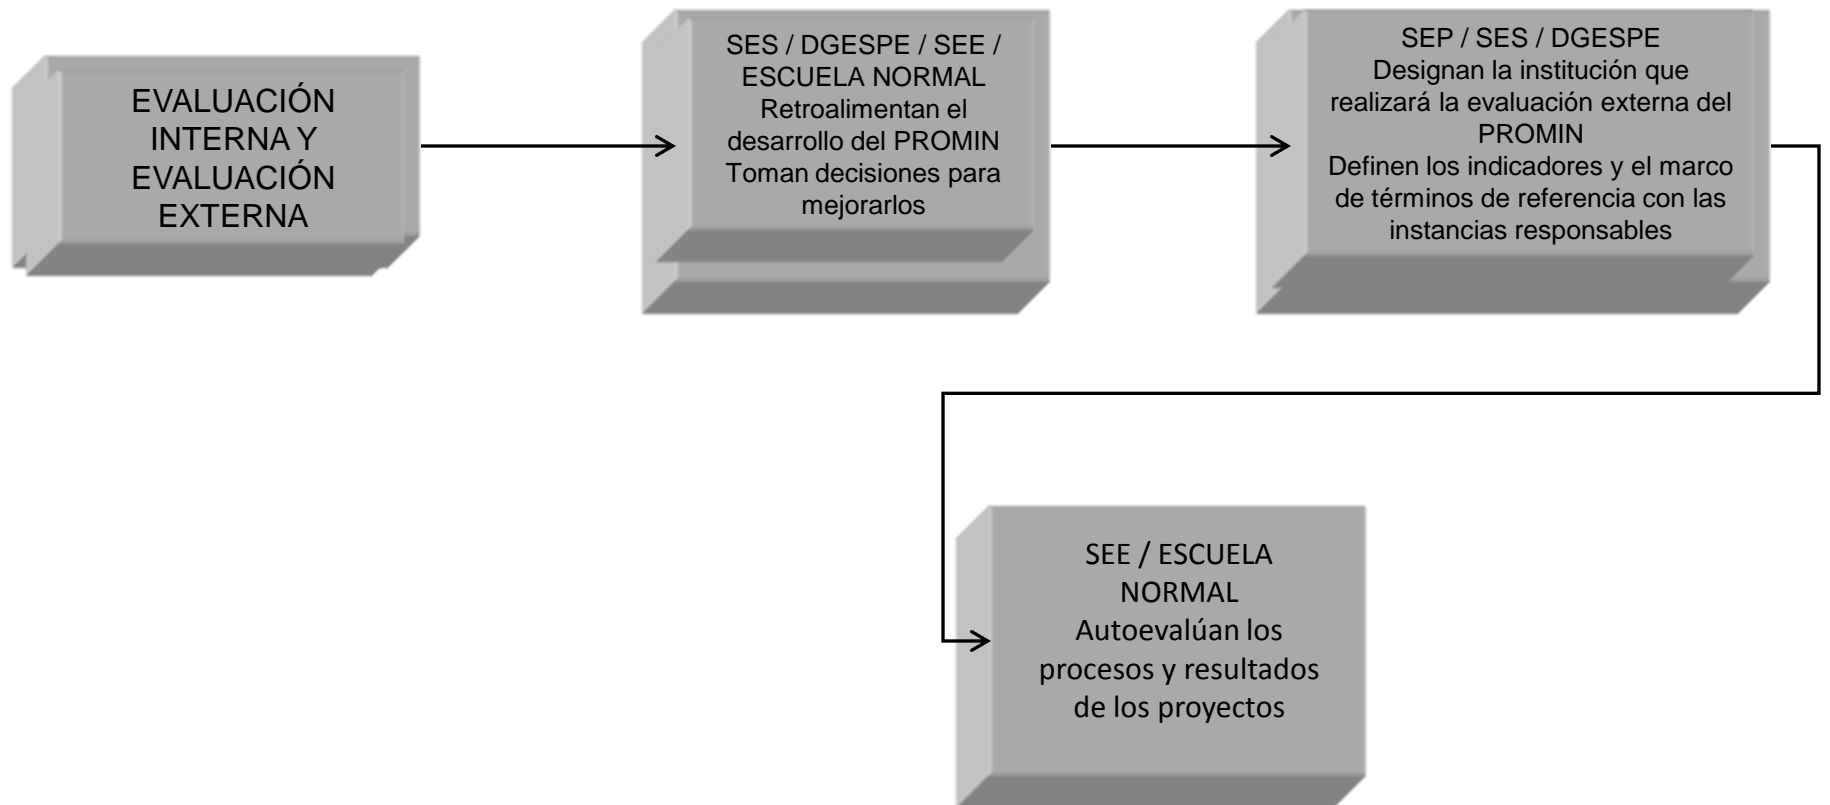 EVALUACIÓN
INTERNA Y
EVALUACIÓN
EXTERNA
SES / DGESPE / SEE /
ESCUELA NORMAL
Retroalimentan el
desarrollo del PROMIN
Toman decisiones para
mejorarlos
SEP / SES / DGESPE
Designan la institución que
realizará la evaluación externa del
PROMIN
Definen los indicadores y el marco
de términos de referencia con las
instancias responsables
SEE / ESCUELA
NORMAL
Autoevalúan los
procesos y resultados
de los proyectos